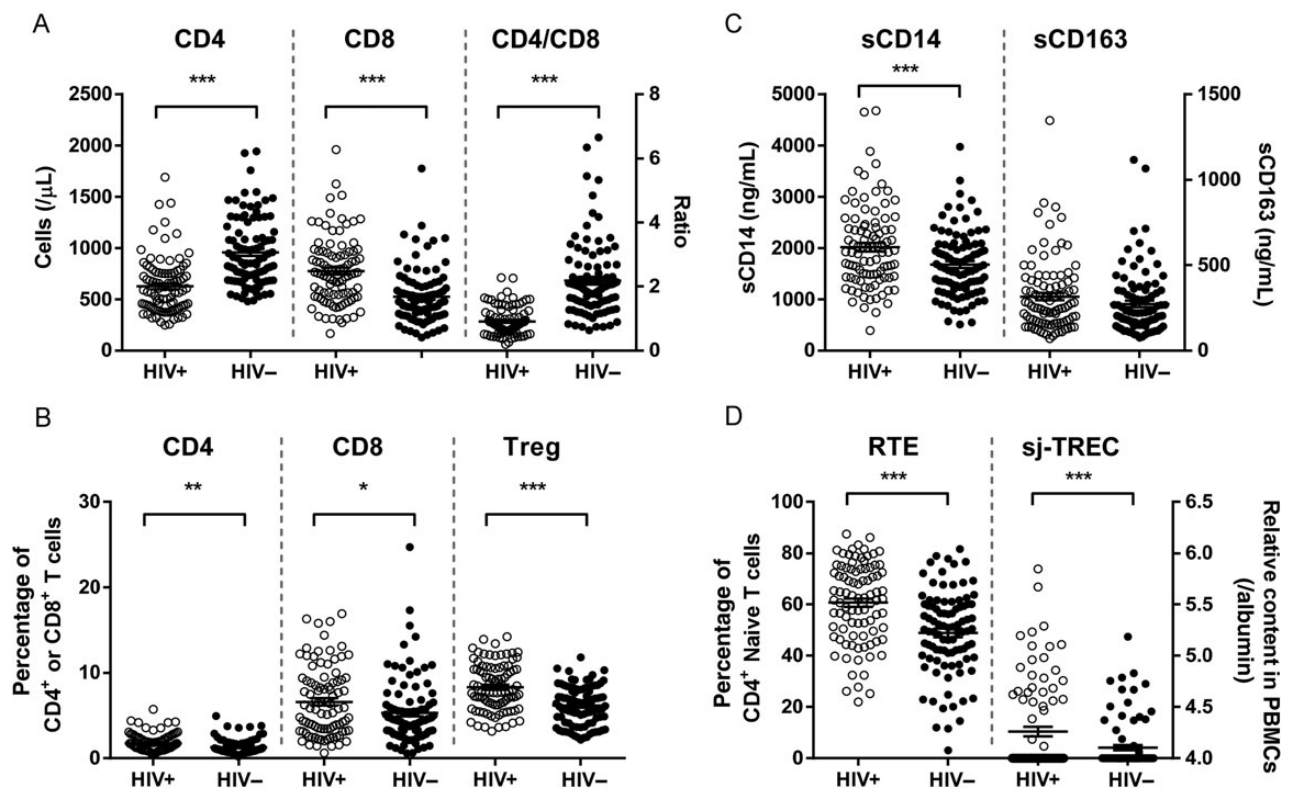 A
CD4
CD8
CD4/CD8
***
***
***
2500
2000
1500
1000
500
0
Cells (/μL)
8
6
4
2
0
Ratio
HIV+
HIV–
HIV+
HIV+
HIV–
C
sCD14
sCD163
***
5000
4000
3000
2000
1000
0
sCD14 (ng/mL)
1500
1000
500
0
sCD163 (ng/mL)
HIV+
HIV–
HIV+
HIV–
B
CD4
CD8
Treg
**
*
***
30
20
10
0
Percentage of
CD4+ or CD8+ T cells
HIV+
HIV–
HIV+
HIV–
HIV+
HIV–
D
RTE
sj-TREC
***
***
100
80
60
40
20
0
Percentage of
CD4+ Naive T cells
6.5
6.0
5.5
5.0
4.5
4.0
Relative content in PBMCs
(/albumin)
HIV+
HIV–
HIV+
HIV–